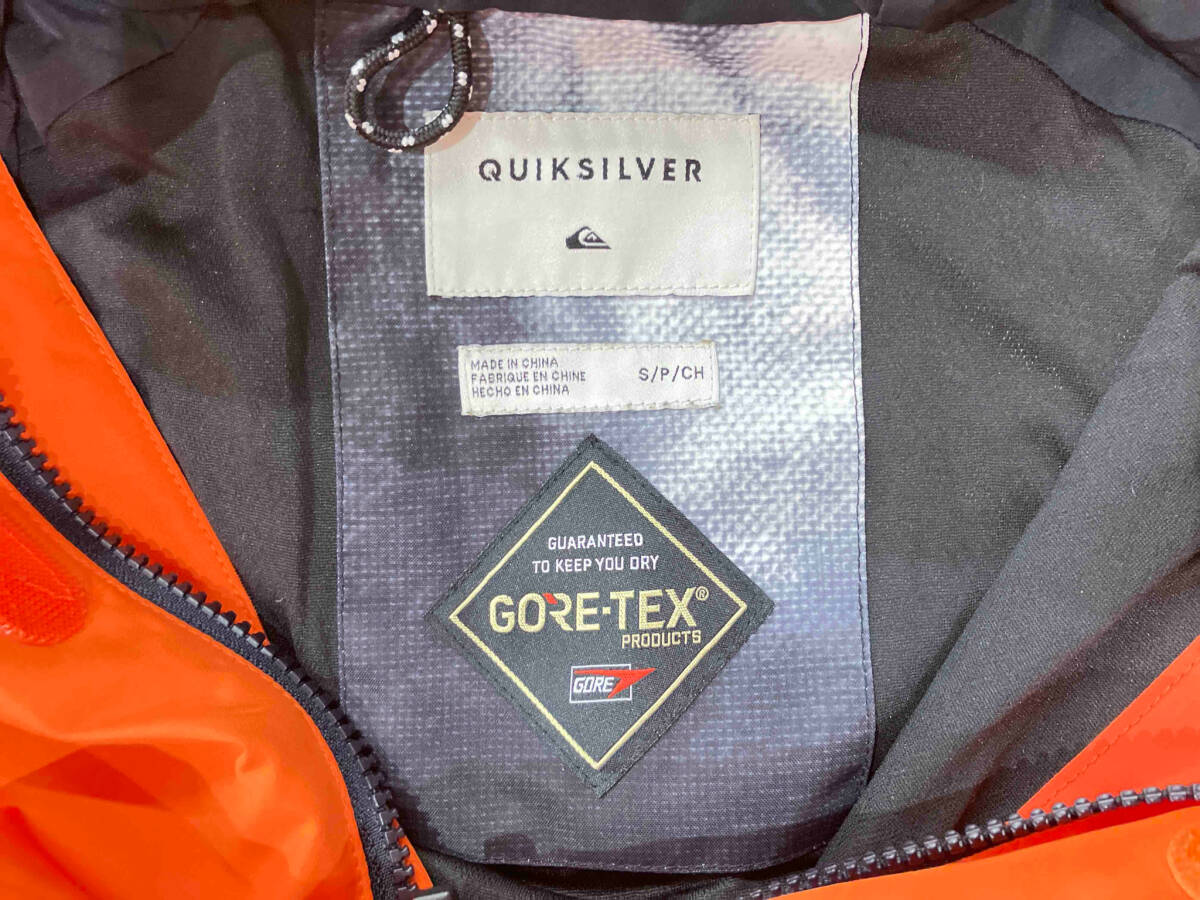 QUIKSILVER
MADE IN CHINA
FABRIQUE EN CHINE
HECHO EN CHINA
S/P/CH
GUARANTEED
TO KEEP YOU DRY
GORE-TEX®
PRODUCTS
GORE